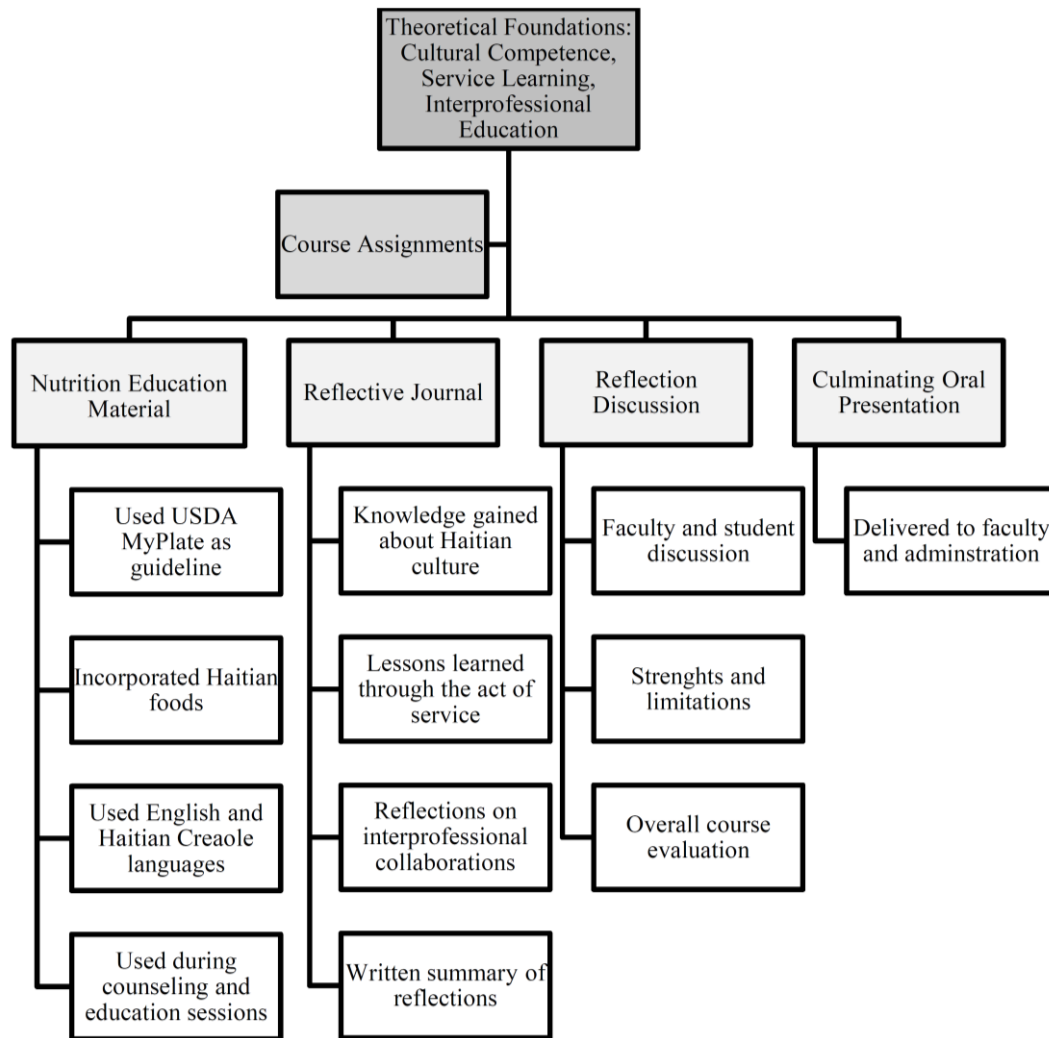 Theoretical Foundations:
Cultural Competence,
Service Learning,
Interprofessional
Education
Course Assignments
Nutrition Education
Material
Used USDA
MyPlate as
guideline
Incorporated Haitian
foods
Used English and
Haitian Creaole
languages
Used during
counseling and
education sessions
Reflective Journal
Knowledge gained
about Haitian
culture
Lessons learned
through the act of
service
Reflections on
interprofessional
collaborations
Written summary of
reflections
Reflection
Discussion
Faculty and student
discussion
Strenghts and
limitations
Overall course
evaluation
Culminating Oral
Presentation
Delivered to faculty
and adminstration